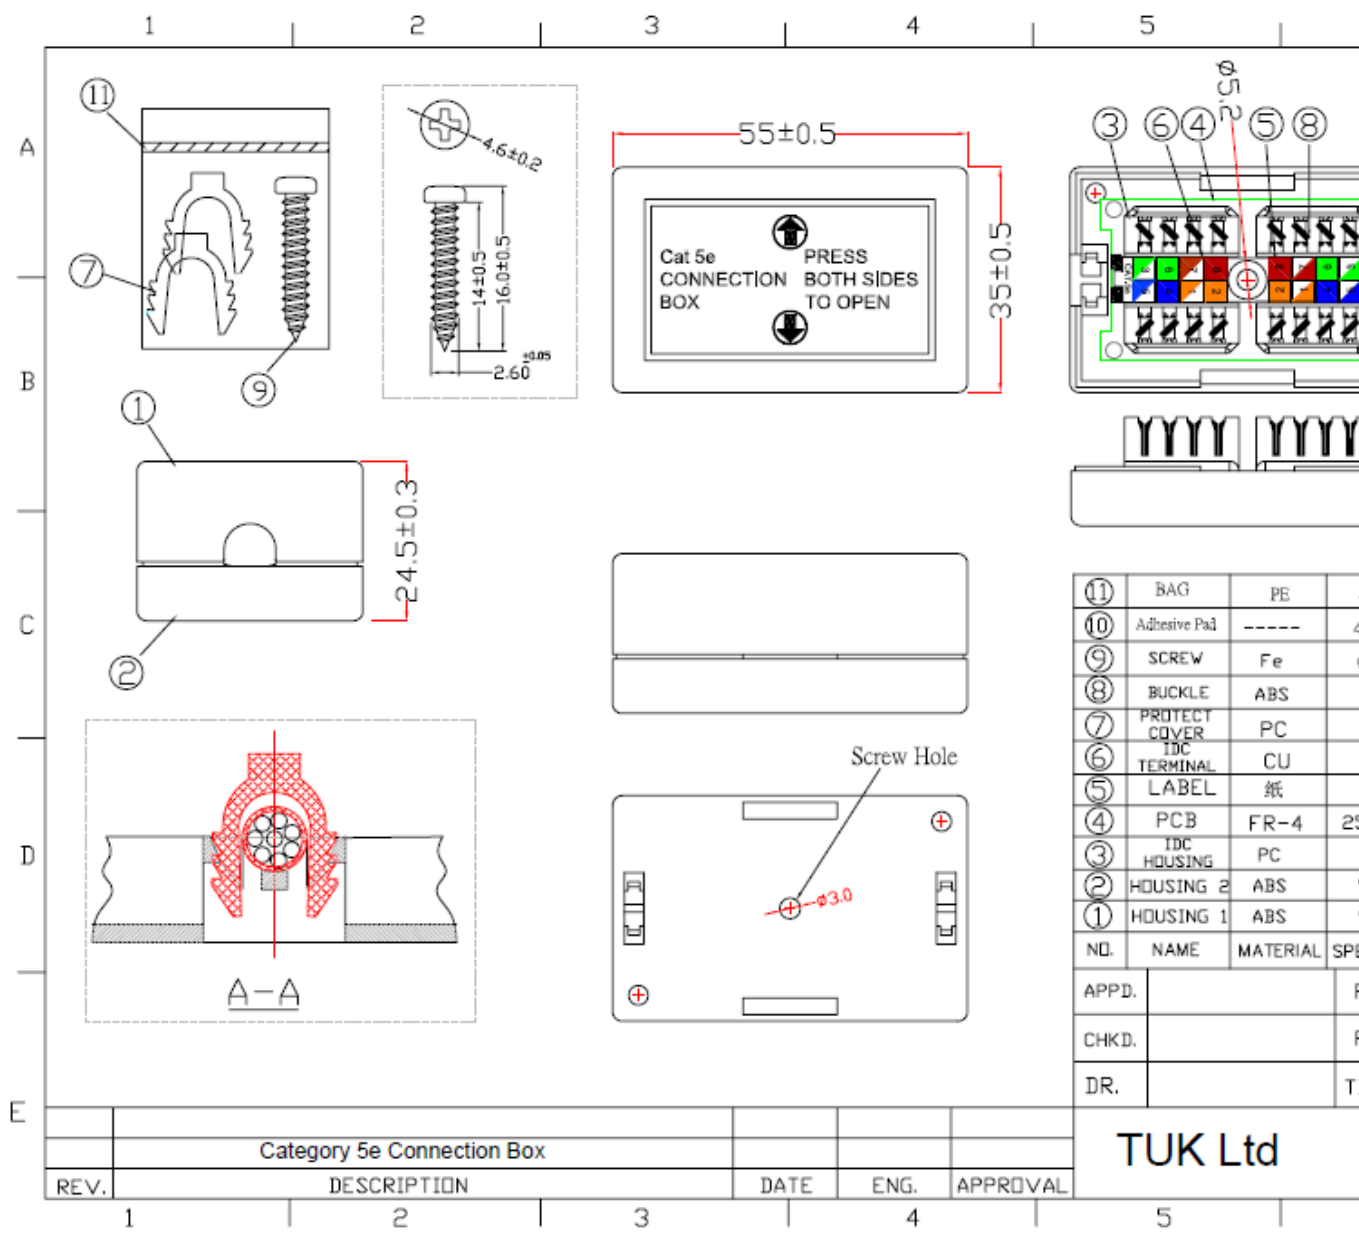 1 2 3 4 5
A
B
C
D
E
11
7
9
4.6±0.2
14±0.5
16.0±0.5
2.60 ±0.05
55±0.5
35±0.5
Cat 5e
CONNECTION
BOX
PRESS
BOTH SIDES
TO OPEN
ø5.2
3 6 4 5 8
1
2
24.5±0.3
A-A
Screw Hole
ø3.0
11 BAG PE
10 Adhesive Pad -----
9 SCREW Fe
8 BUCKLE ABS
7 PROTECT COVER PC
6 IDC TERMINAL CU
5 LABEL 纸
4 PCB FR-4 25
3 IDC HOUSING PC
2 HOUSING 2 ABS
1 HOUSING 1 ABS
NO. NAME MATERIAL SPE
APPD.
CHKD.
DR. T
Category 5e Connection Box
REV. DESCRIPTION DATE ENG. APPROVAL
TUK Ltd
1 2 3 4 5